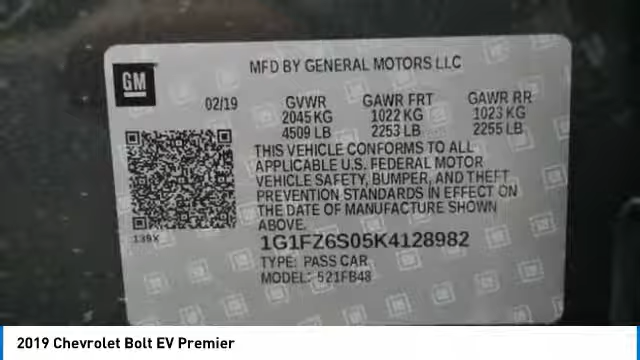 GM
MFD BY GENERAL MOTORS LLC
02/19 GVWR GAWR FRT GAWR RR
2045 KG 1022 KG 1023 KG
4509 LB 2253 LB 2255 LB
THIS VEHICLE CONFORMS TO ALL
APPLICABLE U.S. FEDERAL MOTOR
VEHICLE SAFETY, BUMPER, AND THEFT
PREVENTION STANDARDS IN EFFECT ON
THE DATE OF MANUFACTURE SHOWN
ABOVE.
139X
1G1FZ6S05K4128982
TYPE: PASS CAR
MODEL: 521FB48
2019 Chevrolet Bolt EV Premier